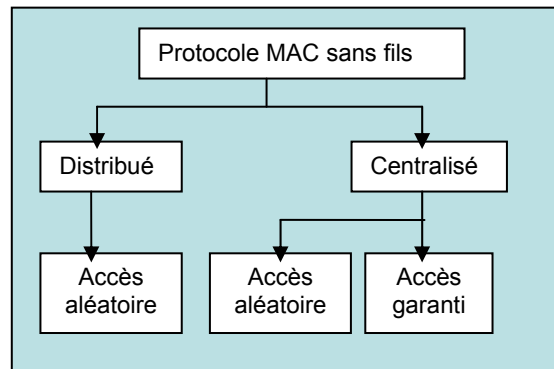 Protocole MAC sans fils
Distribué
Centralisé
Accès
aléatoire
Accès
aléatoire
Accès
garanti